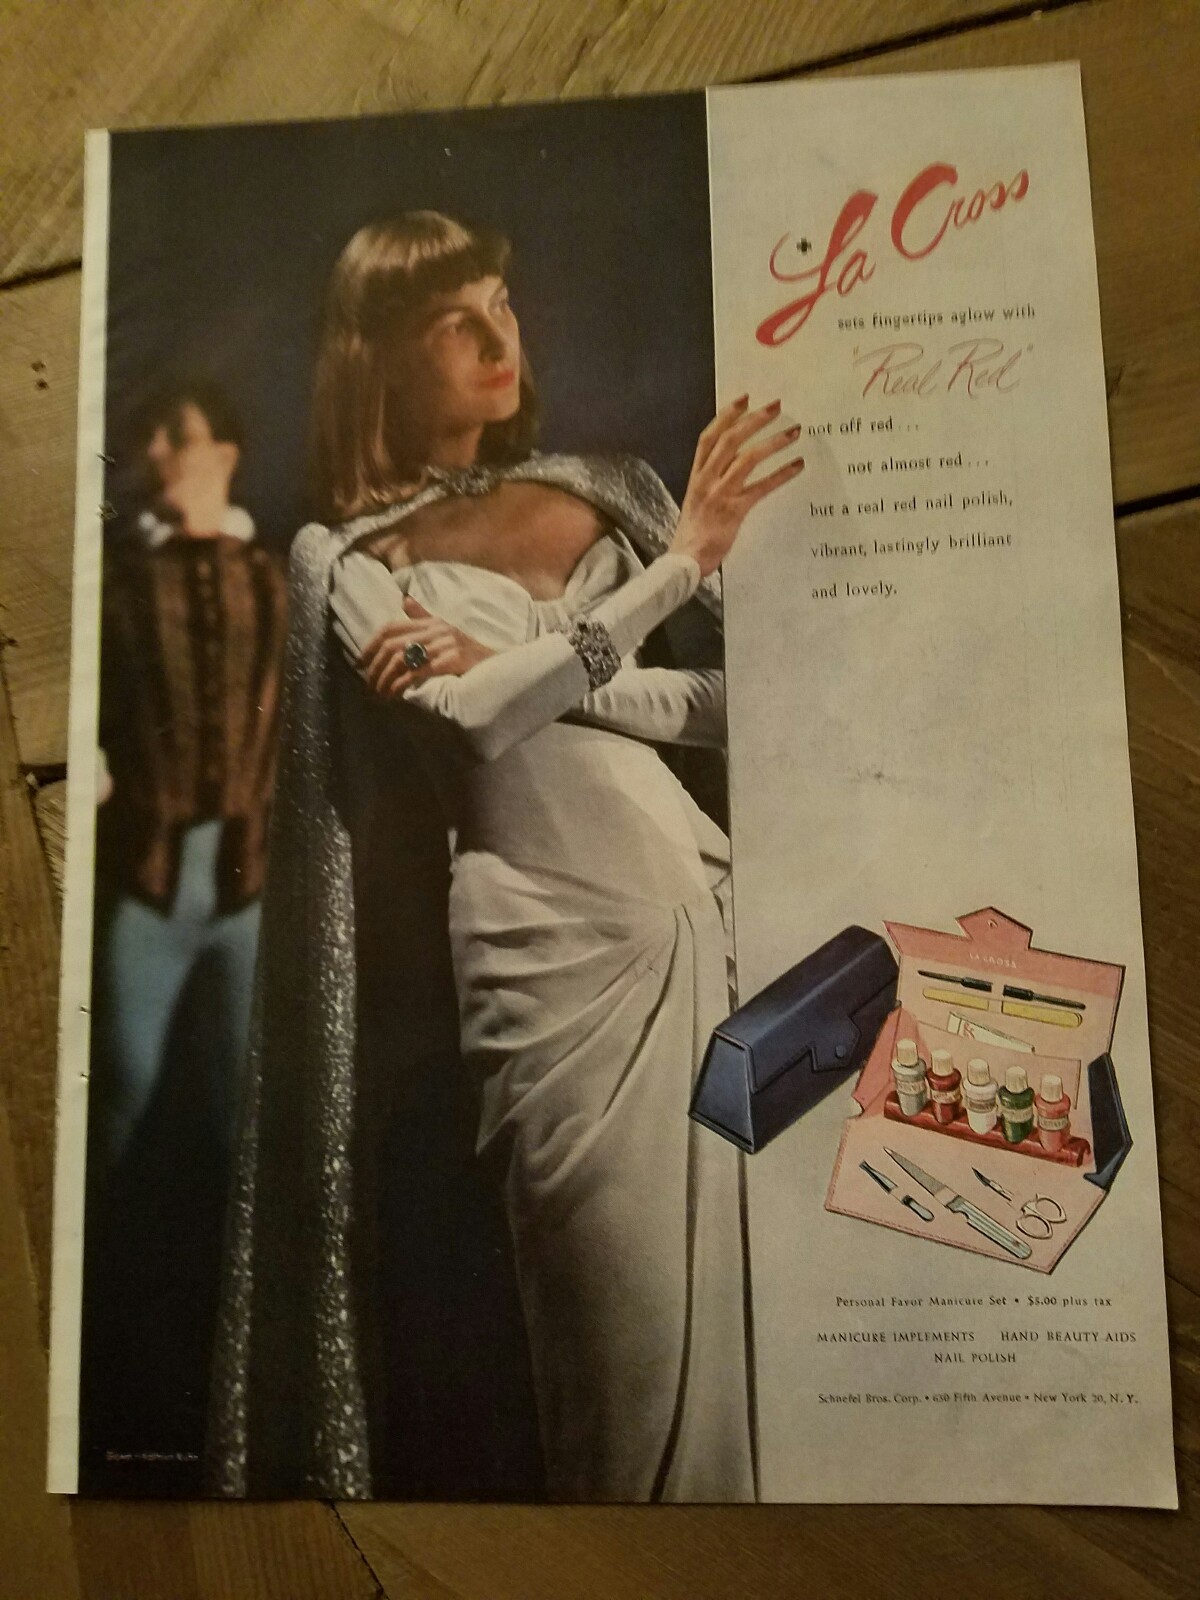 La Cross
sets fingertips aglow with
"Real Red"
not off red...
not almost red...
but a real red nail polish,
vibrant, lastingly brilliant
and lovely.
LA CROSS
Personal Favor Manicure Set • $5.00 plus tax
MANICURE IMPLEMENTS HAND BEAUTY AIDS
NAIL POLISH
Schnefel Bros. Corp. • 630 Fifth Avenue • New York 20, N. Y.